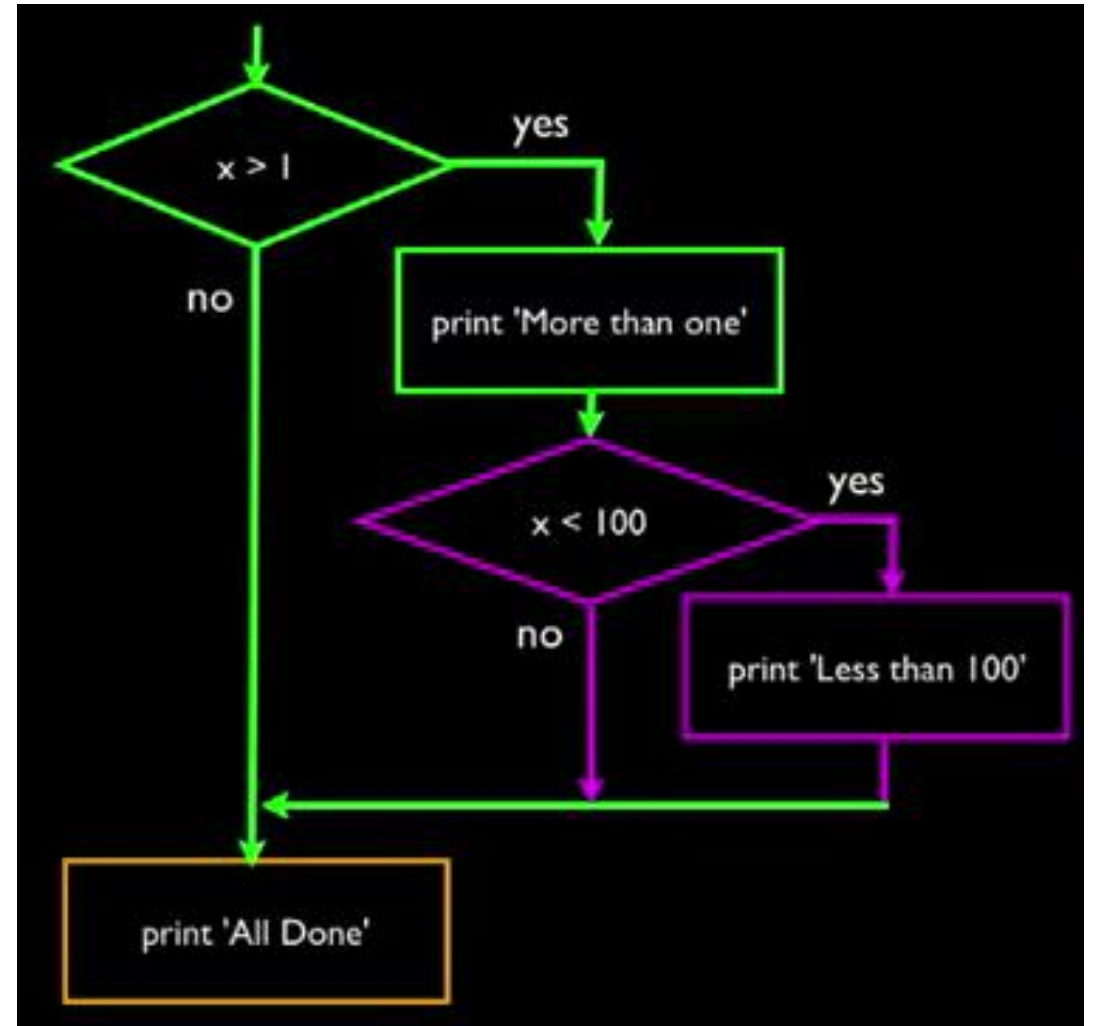 yes
x > 1
no
print 'More than one'
yes
x < 100
no
print 'Less than 100'
print 'All Done'